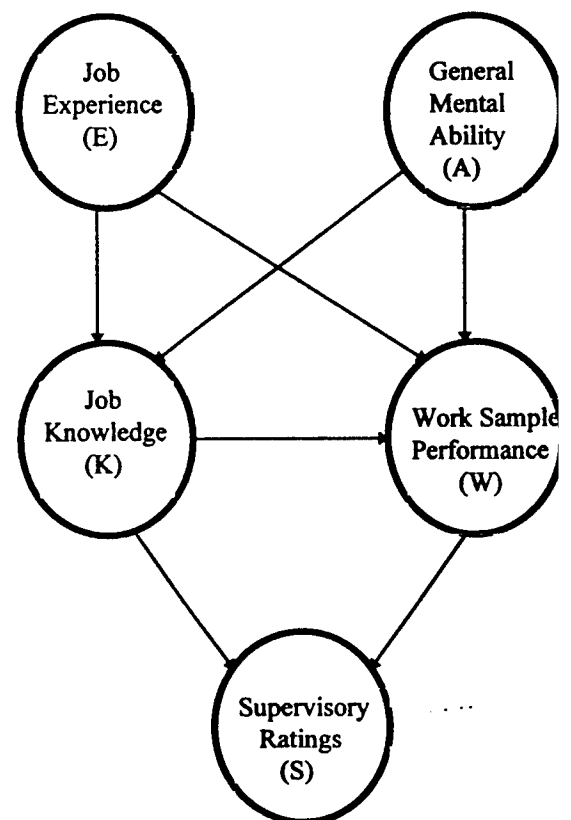 Job
Experience
(E)
General
Mental
Ability
(A)
Job
Knowledge
(K)
Work Sample
Performance
(W)
Supervisory
Ratings
(S)